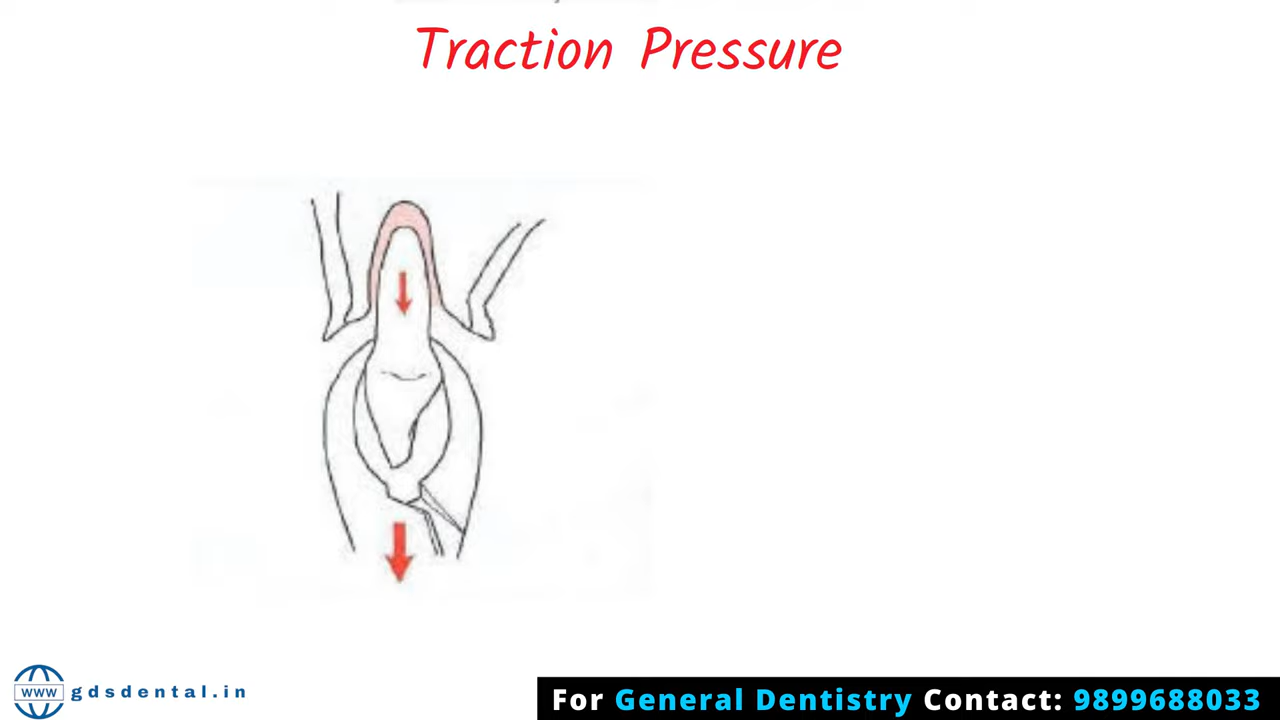 Traction Pressure
www gdsdental.in
For General Dentistry Contact: 9899688033